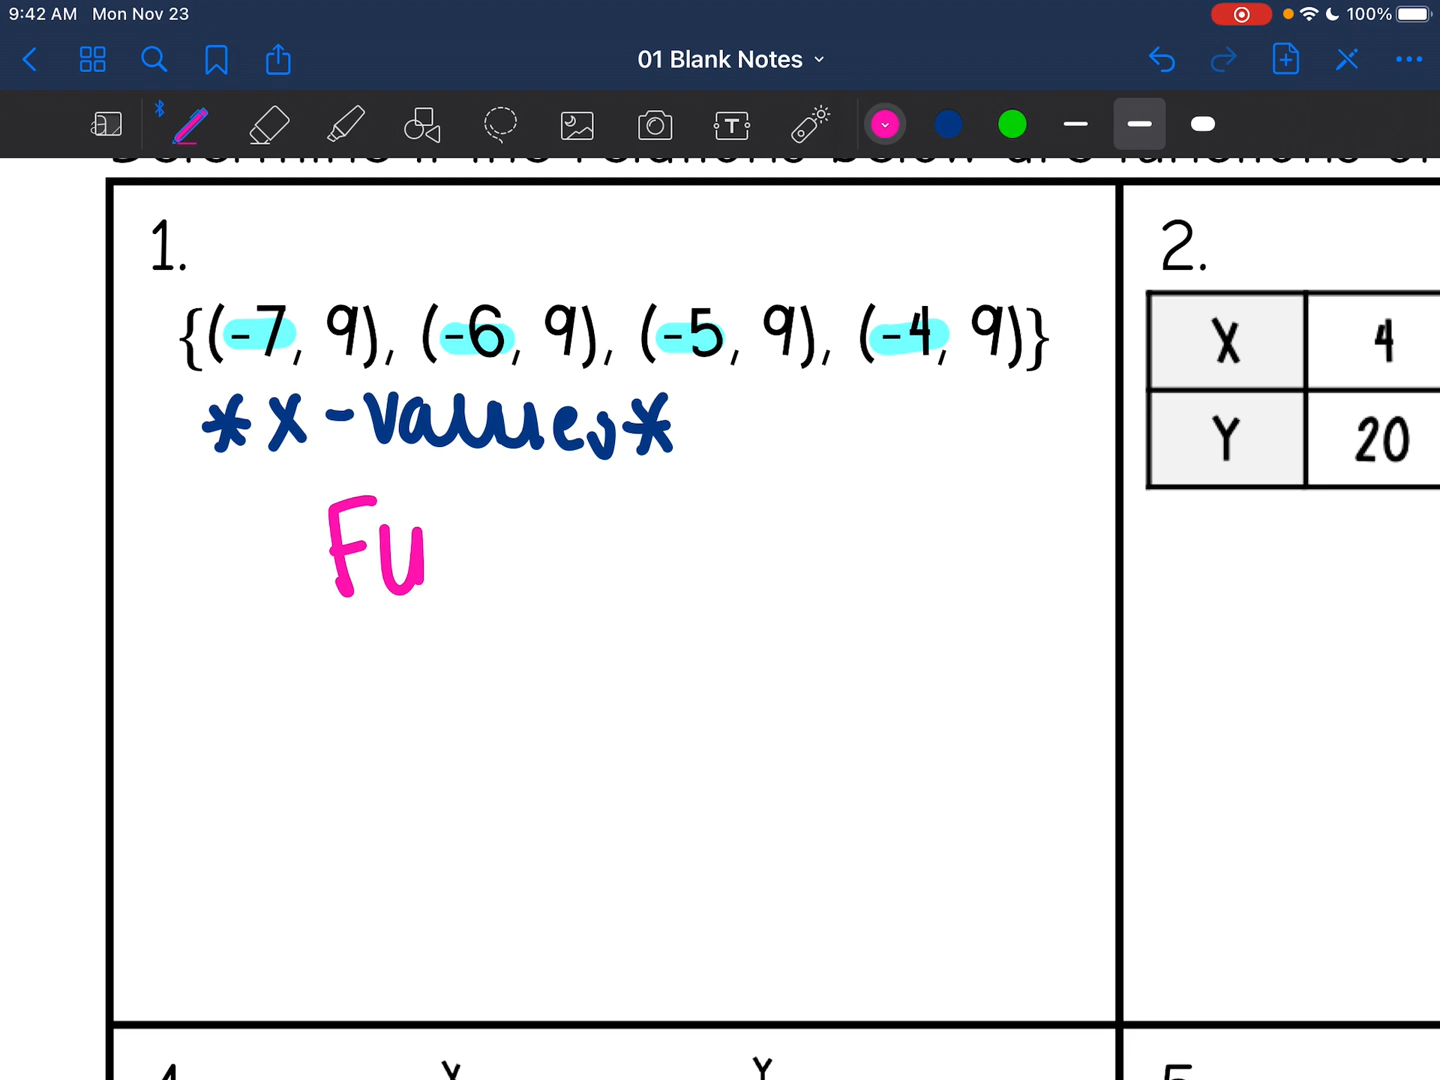 9:42 AM Mon Nov 23
100%
01 Blank Notes
T
1.
2.
{(-7, 9), (-6, 9), (-5, 9), (-4, 9)}
X 4
Y 20
*x-values*
Fu